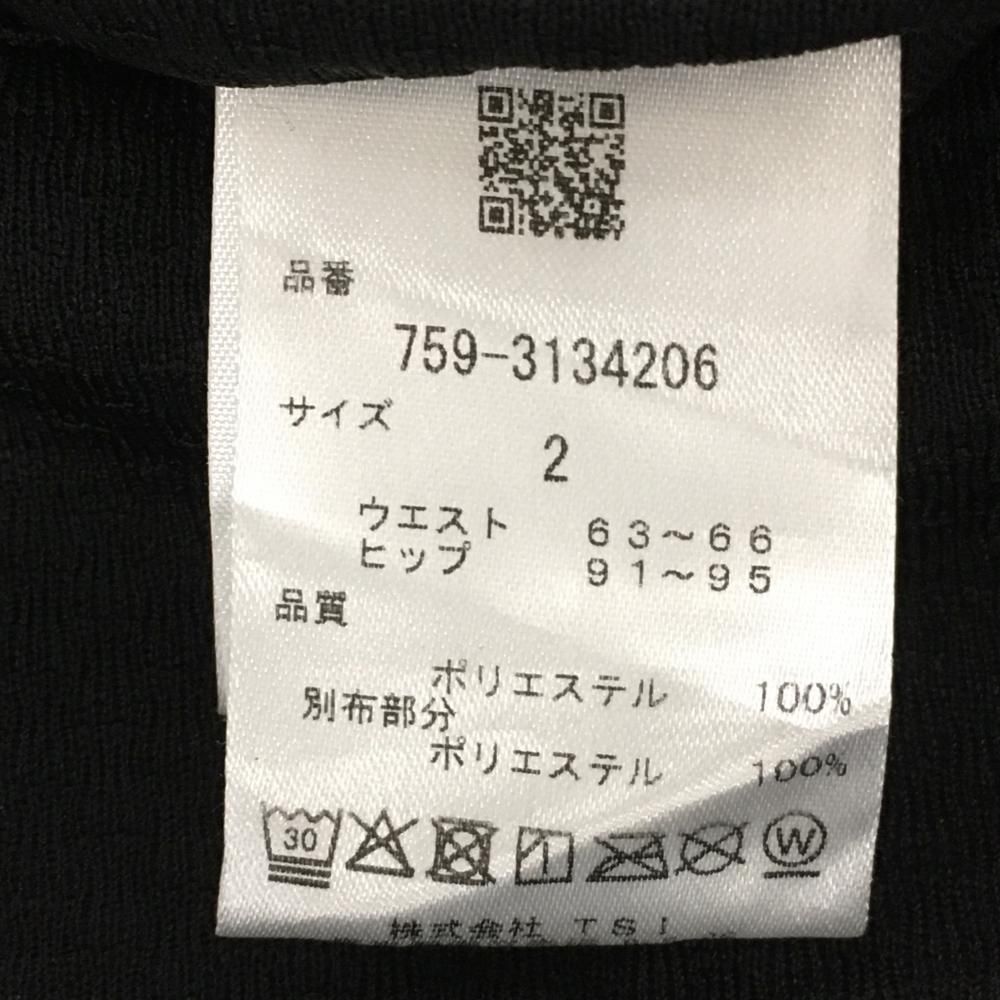 品番
759-3134206
サイズ
2
ウエスト 63~66
ヒップ 91~95
品質
ポリエステル 100%
別布部分
ポリエステル 100%
30 W
株式会社 TSI